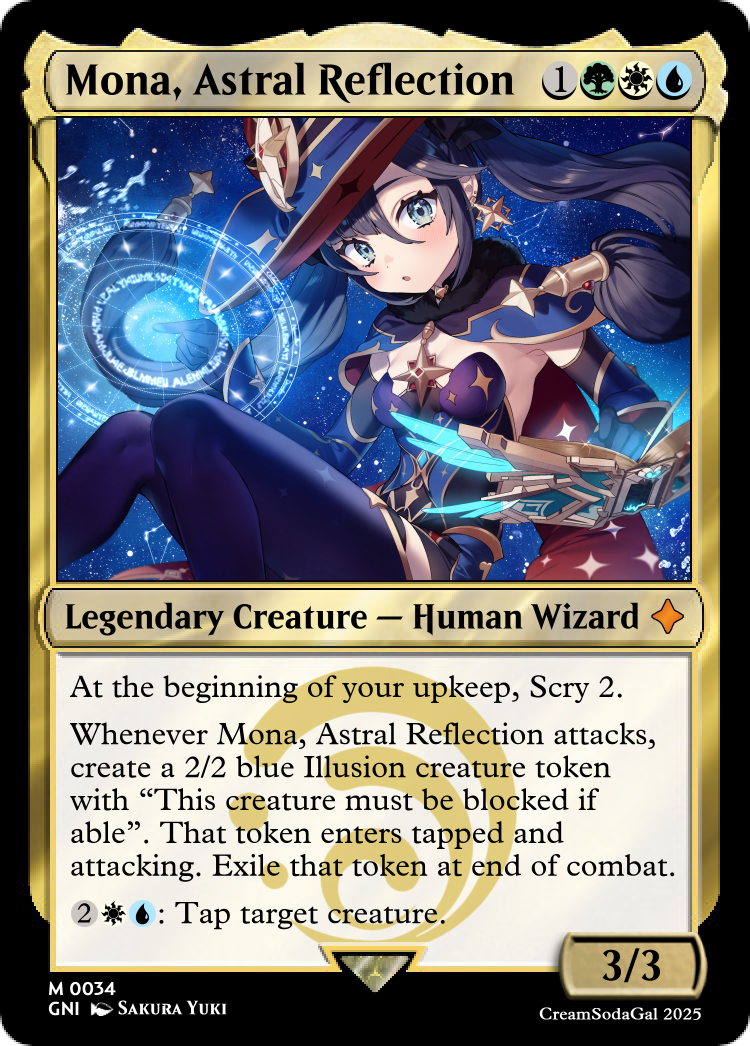 Mona, Astral Reflection 1
Legendary Creature — Human Wizard
At the beginning of your upkeep, Scry 2.
Whenever Mona, Astral Reflection attacks,
create a 2/2 blue Illusion creature token
with “This creature must be blocked if
able”. That token enters tapped and
attacking. Exile that token at end of combat.
2 : Tap target creature.
3/3
M 0034
GNI Sakura Yuki
CreamSodaGal 2025